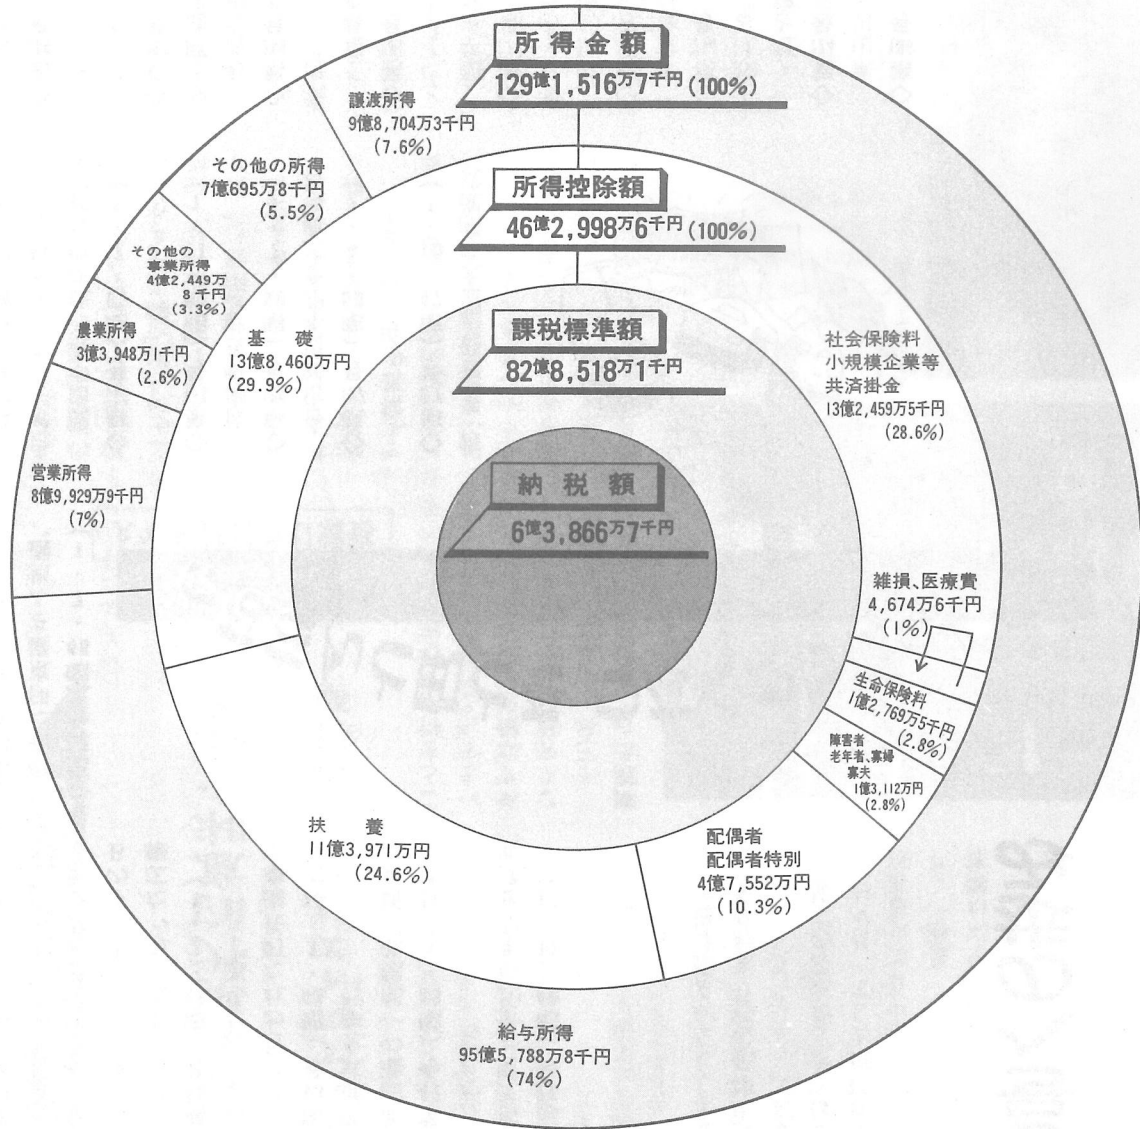 所得金額
129億1,516万7千円(100%)
譲渡所得
9億8,704万3千円
(7.6%)
その他の所得
7億695万8千円
(5.5%)
その他の
事業所得
4億2,449万
8千円
(3.3%)
農業所得
3億3,948万1千円
(2.6%)
営業所得
8億9,929万9千円
(7%)
給与所得
95億5,788万8千円
(74%)
所得控除額
46億2,998万6千円(100%)
社会保険料
小規模企業等
共済掛金
13億2,459万5千円
(28.6%)
雑損、医療費
4,674万6千円
(1%)
生命保険料
1億2,769万5千円
(2.8%)
障害者
老年者、寡婦
寡夫
1億3,112万円
(2.8%)
配偶者
配偶者特別
4億7,552万円
(10.3%)
扶養
11億3,971万円
(24.6%)
基礎
13億8,460万円
(29.9%)
課税標準額
82億8,518万1千円
納税額
6億3,866万7千円